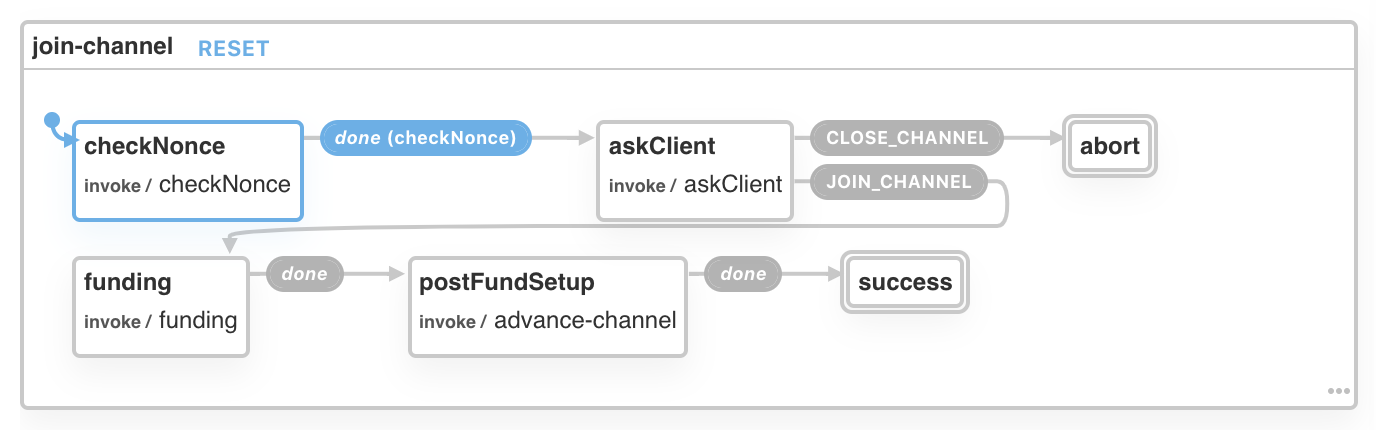 join-channel RESET
checkNonce
invoke / checkNonce
done (checkNonce)
askClient
invoke / askClient
CLOSE_CHANNEL
JOIN_CHANNEL
abort
funding
invoke / funding
done
postFundSetup
invoke / advance-channel
done
success